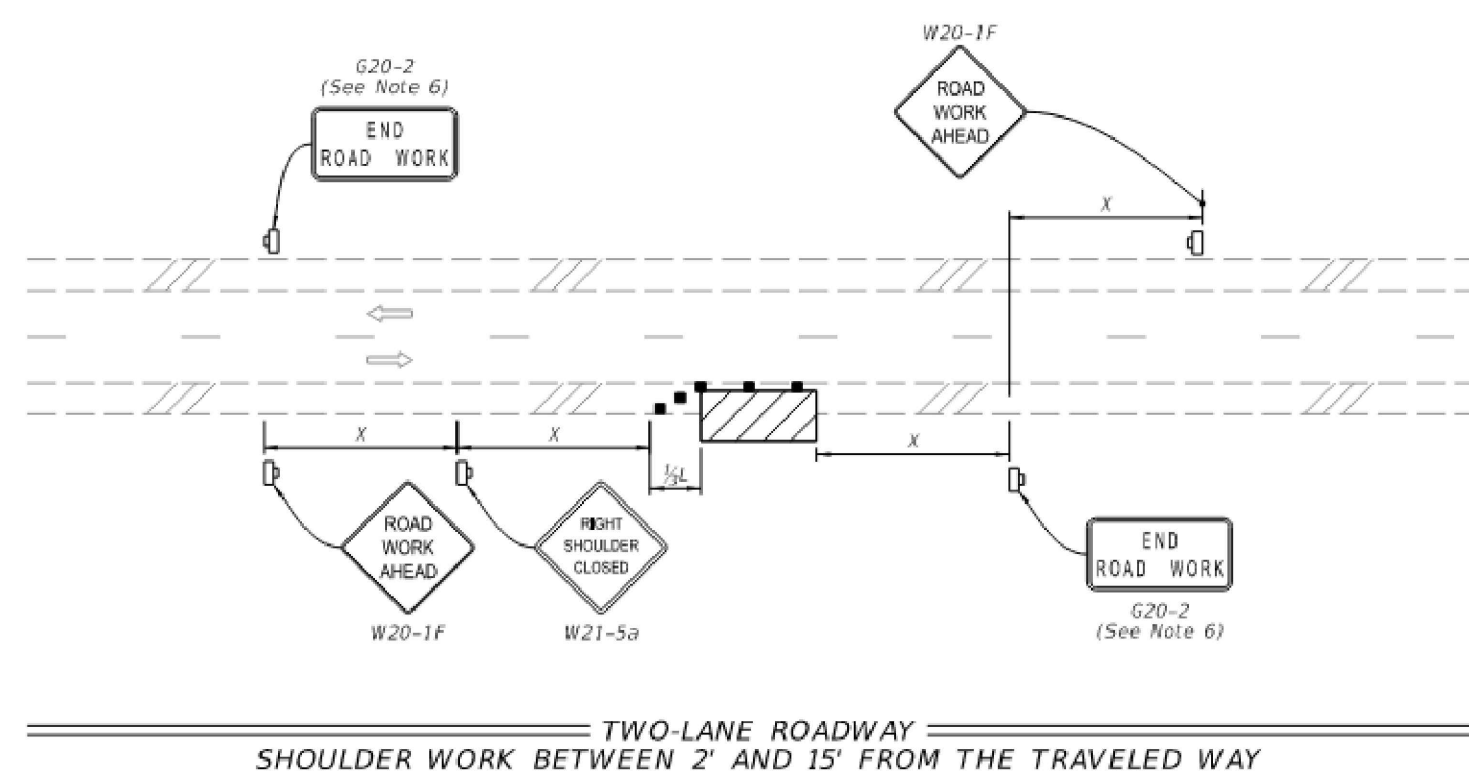 W20-1F
ROAD
WORK
AHEAD
G20-2
(See Note 6)
END
ROAD WORK
X
X
X
X
⅓L
ROAD
WORK
AHEAD
W20-1F
RIGHT
SHOULDER
CLOSED
W21-5a
END
ROAD WORK
G20-2
(See Note 6)
TWO-LANE ROADWAY
SHOULDER WORK BETWEEN 2' AND 15' FROM THE TRAVELED WAY